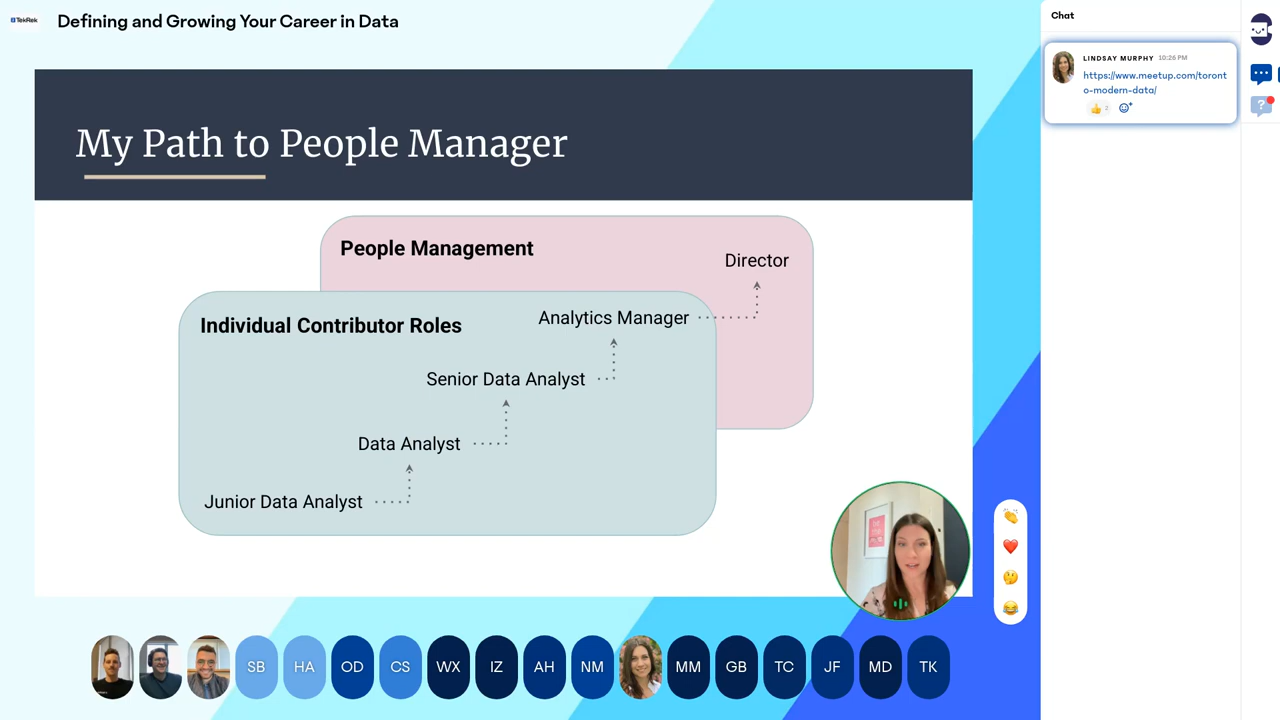 TekRek
Defining and Growing Your Career in Data
My Path to People Manager
People Management
Director
Individual Contributor Roles
Analytics Manager
Senior Data Analyst
Data Analyst
Junior Data Analyst
SB HA OD CS WX IZ AH NM MM GB TC JF MD TK
Chat
LINDSAY MURPHY 10:26 PM
https://www.meetup.com/toront
o-modern-data/
2